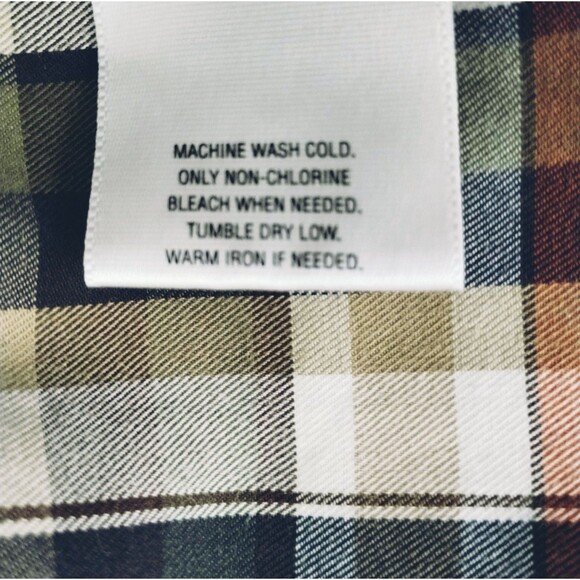 MACHINE WASH COLD.
ONLY NON-CHLORINE
BLEACH WHEN NEEDED.
TUMBLE DRY LOW.
WARM IRON IF NEEDED.